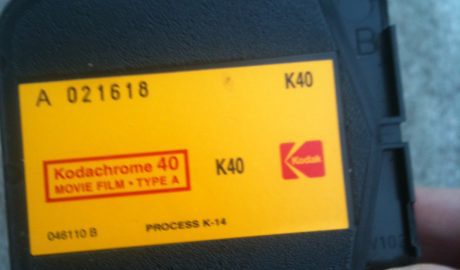 A 021618 K40
Kodachrome 40 K40 Kodak
MOVIE FILM • TYPE A
046110 B PROCESS K-14
B